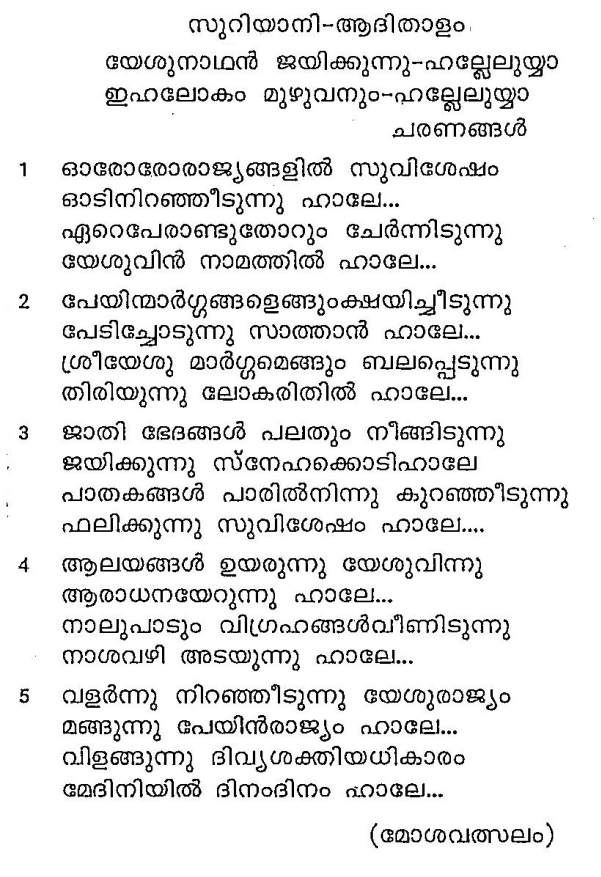 സുറിയാനി-ആദിതാളം
യേശുനാഥൻ ജയിക്കുന്നു-ഹല്ലേലുയ്യാ
ഇഹലോകം മുഴുവനും-ഹല്ലേലുയ്യാ
ചരണങ്ങൾ
1 ഓരോരോരാജ്യങ്ങളിൽ സുവിശേഷം
ഓടിനിറഞ്ഞീടുന്നു ഹാലേ...
ഏറെപേരാണ്ടുതോറും ചേർന്നിടുന്നു
യേശുവിൻ നാമത്തിൽ ഹാലേ...
2 പേയിന്മാർഗ്ഗങ്ങളെങ്ങുംക്ഷയിച്ചീടുന്നു
പേടിച്ചോടുന്നു സാത്താൻ ഹാലേ...
ശ്രീയേശു മാർഗ്ഗമെങ്ങും ബലപ്പെടുന്നു
തിരിയുന്നു ലോകരിതിൽ ഹാലേ...
3 ജാതി ഭേദങ്ങൾ പലതും നീങ്ങിടുന്നു
ജയിക്കുന്നു സ്നേഹക്കൊടിഹാലേ
പാതകങ്ങൾ പാരിൽനിന്നു കുറഞ്ഞീടുന്നു
ഫലിക്കുന്നു സുവിശേഷം ഹാലേ....
4 ആലയങ്ങൾ ഉയരുന്നു യേശുവിന്നു
ആരാധനയേറുന്നു ഹാലേ...
നാലുപാടും വിഗ്രഹങ്ങൾവീണിടുന്നു
നാശവഴി അടയുന്നു ഹാലേ...
5 വളർന്നു നിറഞ്ഞീടുന്നു യേശുരാജ്യം
മങ്ങുന്നു പേയിൻരാജ്യം ഹാലേ...
വിളങ്ങുന്നു ദിവ്യശക്തിയധികാരം
മേദിനിയിൽ ദിനംദിനം ഹാലേ...
(മോശവത്സലം)